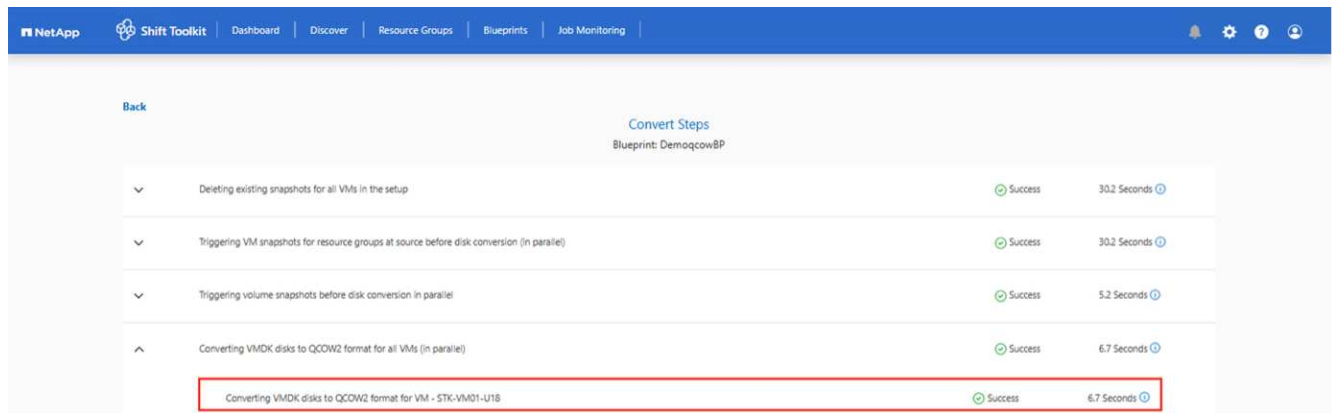 NetApp Shift Toolkit Dashboard Discover Resource Groups Blueprints Job Monitoring
Back
Convert Steps
Blueprint: DemoqcowBP
Deleting existing snapshots for all VMs in the setup Success 30.2 Seconds
Triggering VM snapshots for resource groups at source before disk conversion (in parallel) Success 30.2 Seconds
Triggering volume snapshots before disk conversion in parallel Success 5.2 Seconds
Converting VMDK disks to QCOW2 format for all VMs (in parallel) Success 6.7 Seconds
Converting VMDK disks to QCOW2 format for VM - STK-VM01-U18 Success 6.7 Seconds